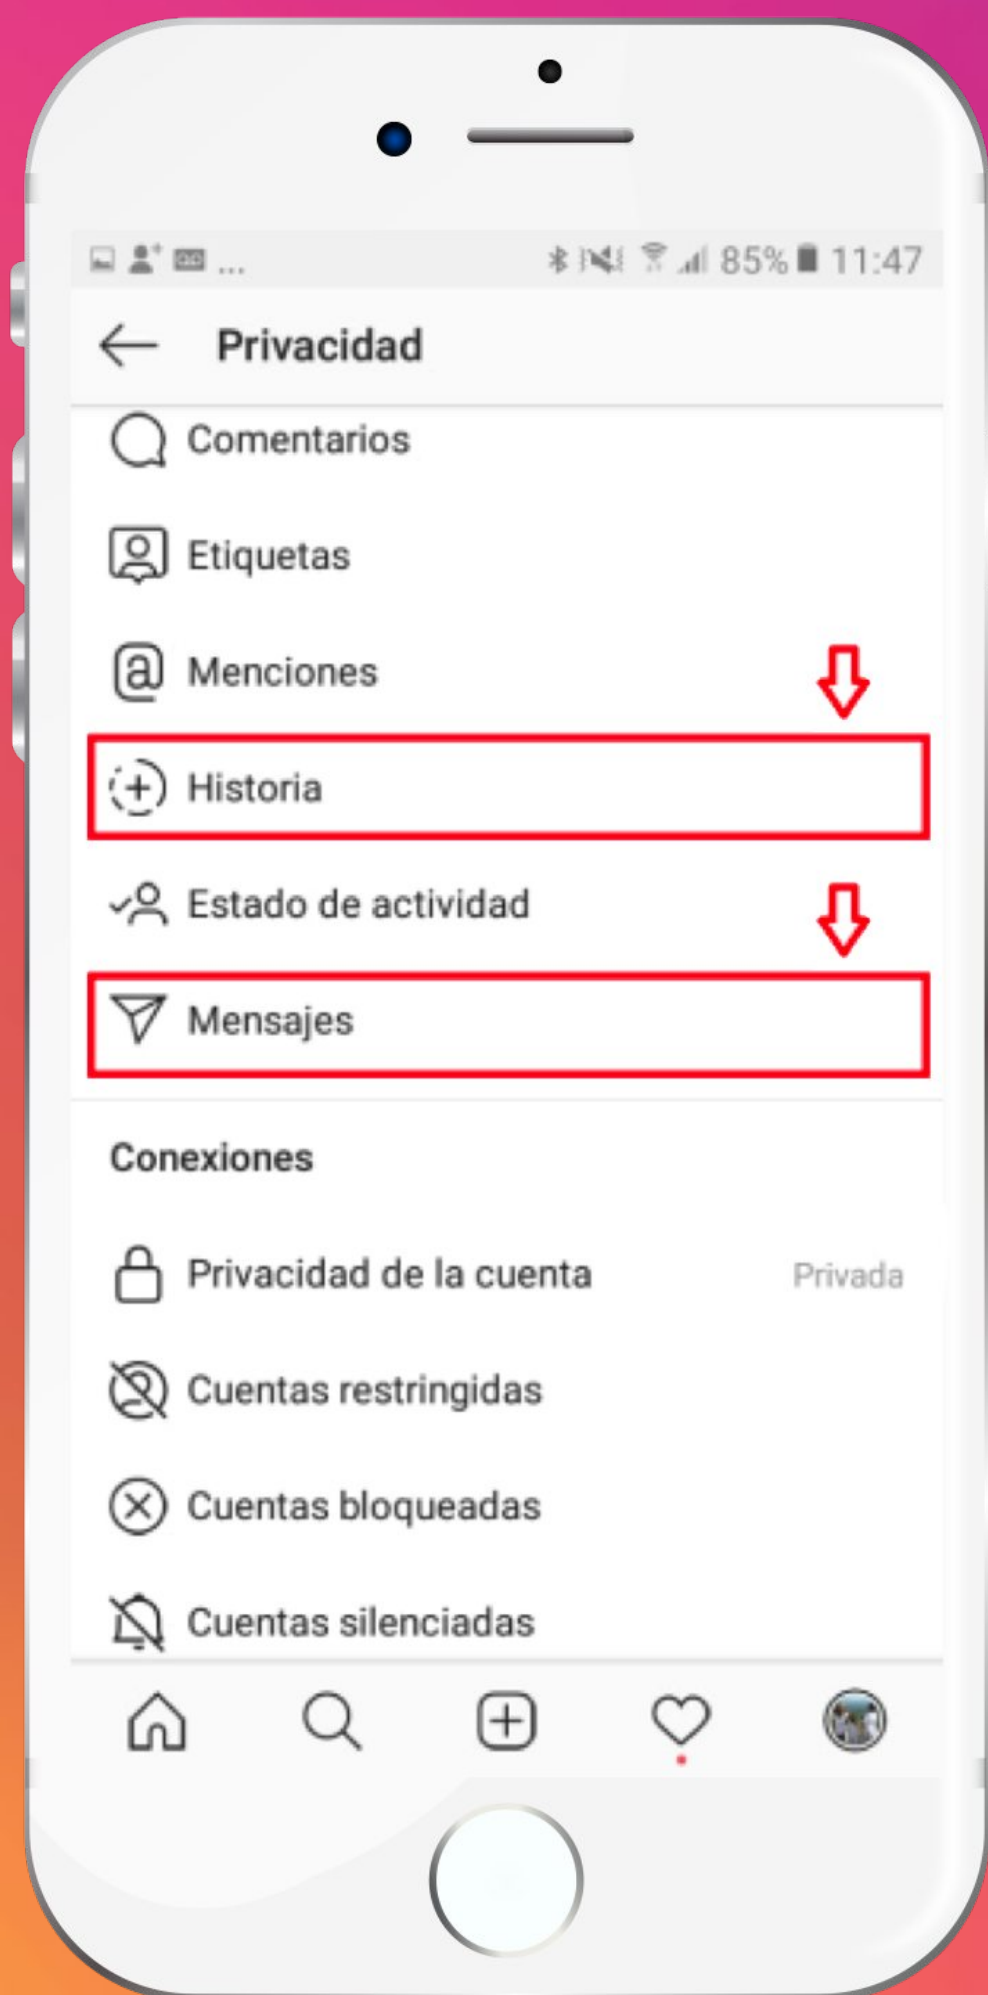 ... 85% 11:47
Privacidad
Comentarios
Etiquetas
Menciones
Historia
Estado de actividad
Mensajes
Conexiones
Privacidad de la cuenta Privada
Cuentas restringidas
Cuentas bloqueadas
Cuentas silenciadas